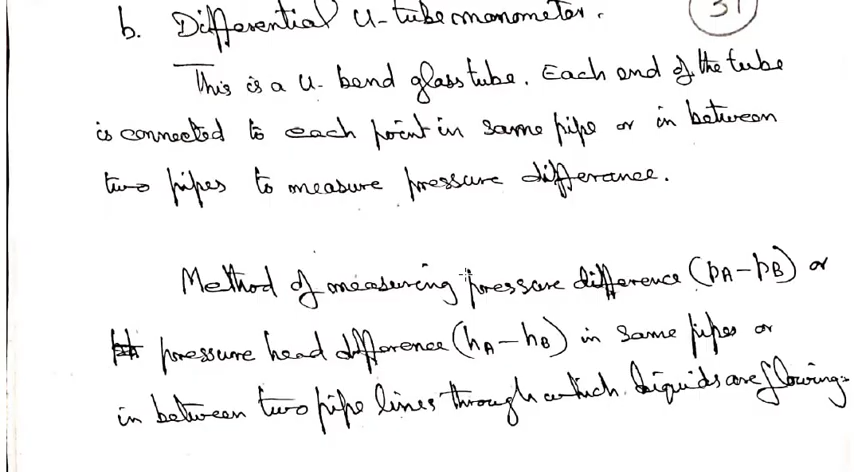 b. Differential U-tube manometer. 31
This is a U-bend glass tube. Each end of the tube
is connected to each point in same pipe or in between
two pipes to measure pressure differance.
Method of measuring pressure difference (pA-pB) or
pressure head difference (hA-hB) in same pipes or
in between two pipe lines through which liquids are flowing: